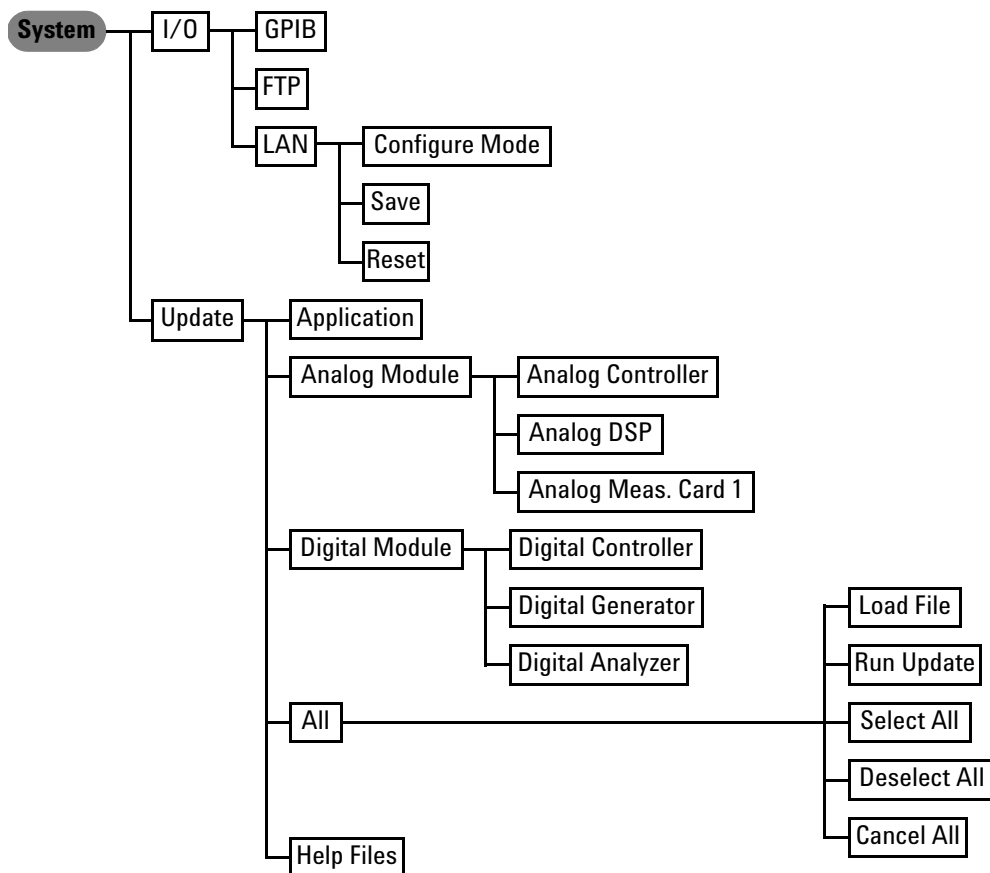 System
I/O
GPIB
FTP
LAN
Configure Mode
Save
Reset
Update
Application
Analog Module
Analog Controller
Analog DSP
Analog Meas. Card 1
Digital Module
Digital Controller
Digital Generator
Digital Analyzer
All
Load File
Run Update
Select All
Deselect All
Cancel All
Help Files